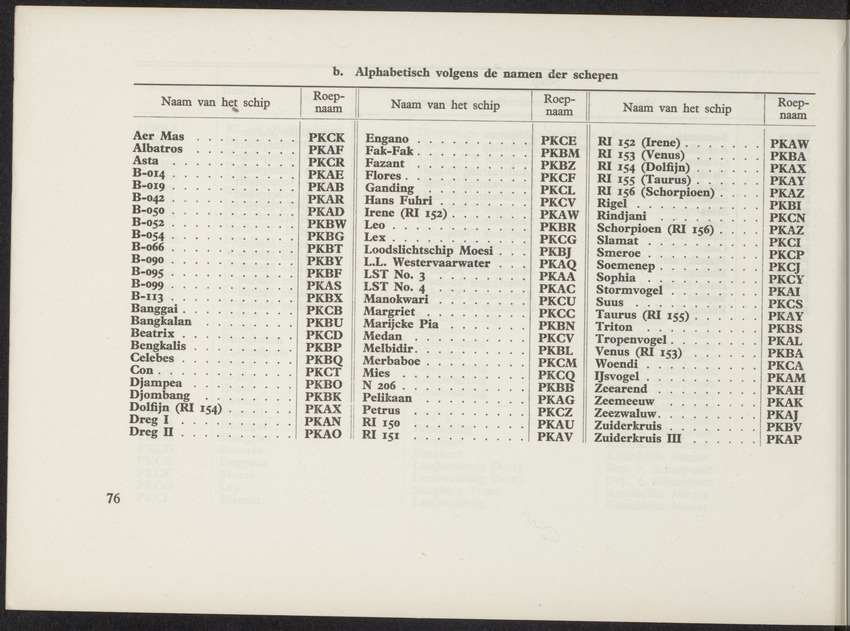 b. Alphabetisch volgens de namen der schepen
Naam van het schip
Roep-
naam
Aer Mas . . . . . . . . . PKCK
Albatros . . . . . . . . . PKAF
Asta . . . . . . . . . . PKCR
B-014 . . . . . . . . . . PKAE
B-019 . . . . . . . . . . PKAB
B-042 . . . . . . . . . . PKAR
B-050 . . . . . . . . . . PKAD
B-052 . . . . . . . . . . PKBW
B-054 . . . . . . . . . . PKBG
B-066 . . . . . . . . . . PKBT
B-090 . . . . . . . . . . PKBY
B-095 . . . . . . . . . . PKBF
B-099 . . . . . . . . . . PKAS
B-113 . . . . . . . . . . PKBX
Banggai . . . . . . . . . PKCB
Bangkalan . . . . . . . . PKBU
Beatrix . . . . . . . . . PKCD
Bengkalis . . . . . . . . PKBP
Celebes . . . . . . . . . PKBQ
Con . . . . . . . . . . . PKCT
Djampea . . . . . . . . PKBO
Djombang . . . . . . . . PKBK
Dolfijn (RI 154) . . . . . . PKAX
Dreg I . . . . . . . . . . PKAN
Dreg II . . . . . . . . . PKAO
Naam van het schip
Roep-
naam
Engano . . . . . . . . . PKCE
Fak-Fak . . . . . . . . . PKBM
Fazant . . . . . . . . . PKBZ
Flores . . . . . . . . . . PKCF
Ganding . . . . . . . . . PKCL
Hans Fuhri . . . . . . . . PKCV
Irene (RI 152) . . . . . . . PKAW
Leo . . . . . . . . . . . PKBR
Lex . . . . . . . . . . . PKCG
Loodslichtschip Moesi . . . PKBJ
L.L. Westervaarwater . . . PKAQ
LST No. 3 . . . . . . . . PKAA
LST No. 4 . . . . . . . . PKAC
Manokwari . . . . . . . . PKCU
Margriet . . . . . . . . . PKCC
Marijcke Pia . . . . . . . PKBN
Medan . . . . . . . . . PKCV
Melbidir . . . . . . . . . PKBL
Merbaboe . . . . . . . . PKCM
Mies . . . . . . . . . . PKCQ
N 206 . . . . . . . . . . PKBB
Pelikaan . . . . . . . . . PKAG
Petrus . . . . . . . . . PKCZ
RI 150 . . . . . . . . . PKAU
RI 151 . . . . . . . . . PKAV
Naam van het schip
Roep-
naam
RI 152 (Irene) . . . . . . PKAW
RI 153 (Venus) . . . . . . PKBA
RI 154 (Dolfijn) . . . . . PKAX
RI 155 (Taurus) . . . . . PKAY
RI 156 (Schorpioen) . . . . PKAZ
Rigel . . . . . . . . . . PKBI
Rindjani . . . . . . . . PKCN
Schorpioen (RI 156) . . . . PKAZ
Slamat . . . . . . . . . PKCI
Smeroe . . . . . . . . . PKCP
Soemenep . . . . . . . . PKCJ
Sophia . . . . . . . . . PKCY
Stormvogel . . . . . . . PKAI
Suus . . . . . . . . . . PKCS
Taurus (RI 155) . . . . . PKAY
Triton . . . . . . . . . PKBS
Tropenvogel . . . . . . . PKAL
Venus (RI 153) . . . . . . PKBA
Woendi . . . . . . . . . PKCA
IJsvogel . . . . . . . . . PKAM
Zeearend . . . . . . . . PKAH
Zeemeeuw . . . . . . . . PKAK
Zeezwaluw . . . . . . . . PKAJ
Zuiderkruis . . . . . . . PKBV
Zuiderkruis III . . . . . . PKAP
76